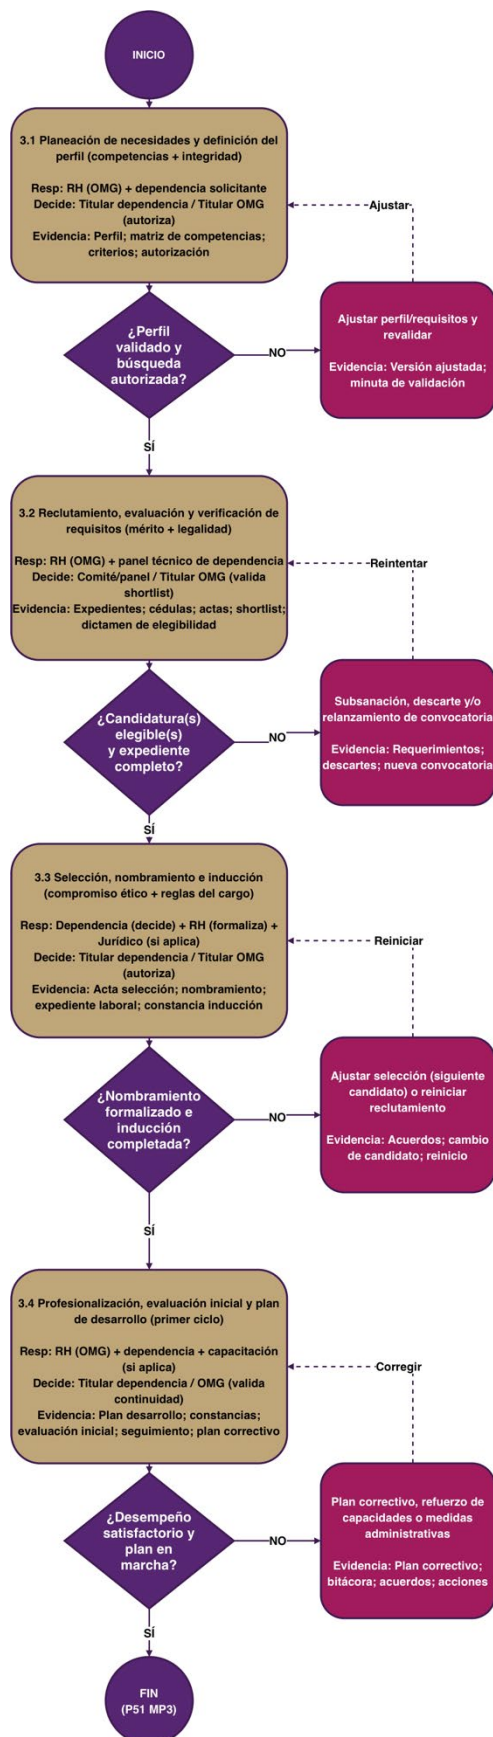 INICIO
3.1 Planeación de necesidades y definición del
perfil (competencias + integridad)
Resp: RH (OMG) + dependencia solicitante
Decide: Titular dependencia / Titular OMG
(autoriza)
Evidencia: Perfil; matriz de competencias;
criterios; autorización
Ajustar
¿Perfil
validado y
búsqueda
autorizada?
NO
Ajustar perfil/requisitos y
revalidar
Evidencia: Versión ajustada;
minuta de validación
SÍ
3.2 Reclutamiento, evaluación y verificación de
requisitos (mérito + legalidad)
Resp: RH (OMG) + panel técnico de dependencia
Decide: Comité/panel / Titular OMG (valida
shortlist)
Evidencia: Expedientes; cédulas; actas; shortlist;
dictamen de elegibilidad
Reintentar
¿Candidatura(s)
elegible(s)
y expediente
completo?
NO
Subsanación, descarte y/o
relanzamiento de convocatoria
Evidencia: Requerimientos;
descartes; nueva convocatoria
SÍ
3.3 Selección, nombramiento e inducción
(compromiso ético + reglas del cargo)
Resp: Dependencia (decide) + RH (formaliza) +
Jurídico (si aplica)
Decide: Titular dependencia / Titular OMG
(autoriza)
Evidencia: Acta selección; nombramiento;
expediente laboral; constancia inducción
Reiniciar
¿Nombramiento
formalizado e
inducción
completada?
NO
Ajustar selección (siguiente
candidato) o reiniciar
reclutamiento
Evidencia: Acuerdos; cambio
de candidato; reinicio
SÍ
3.4 Profesionalización, evaluación inicial y plan
de desarrollo (primer ciclo)
Resp: RH (OMG) + dependencia + capacitación
(si aplica)
Decide: Titular dependencia / OMG (valida
continuidad)
Evidencia: Plan desarrollo; constancias;
evaluación inicial; seguimiento; plan correctivo
Corregir
¿Desempeño
satisfactorio y
plan en
marcha?
NO
Plan correctivo, refuerzo de
capacidades o medidas
administrativas
Evidencia: Plan correctivo;
bitácora; acuerdos; acciones
SÍ
FIN
(P51 MP3)